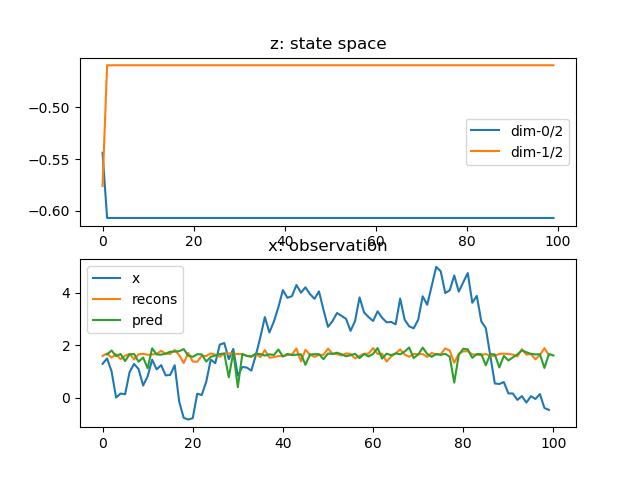 z: state space
−0.50
−0.55
−0.60
dim-0/2
dim-1/2
0 20 40 60 80 100
x: observation
4
2
0
x
recons
pred
0 20 40 60 80 100